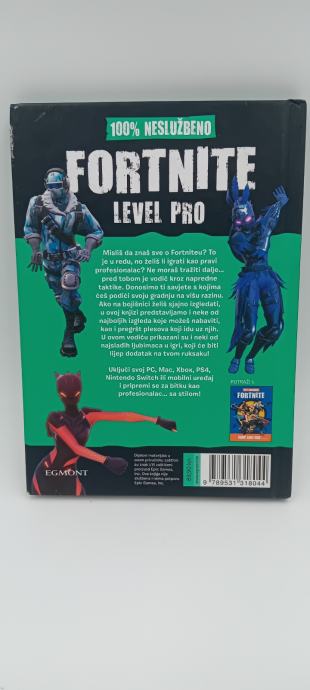 100% NESLUŽBENO
FORTNITE
LEVEL PRO
Misliš da znaš sve o Fortniteu? To
je u redu, no želiš li igrati kao pravi
profesionalac? Ne moraš tražiti dalje...
pred tobom je vodič kroz napredne
taktike. Donosimo ti savjete s kojima
ćeš podići svoju gradnju na višu razinu.
Ako na bojišnici želiš sjajno izgledati,
u ovoj knjizi predstavljamo i neke od
najboljih izgleda koje možeš nabaviti,
kao i pregršt plesova koji idu uz njih.
U ovom vodiču prikazani su i neki od
najslađih ljubimaca u igri, koji će biti
lijep dodatak na tvom ruksaku!
Uključi svoj PC, Mac, Xbox, PS4,
Nintendo Switch ili mobilni uređaj
i pripremi se za bitku kao
profesionalac... sa stilom!
POTRAŽI I:
FORTNITE
EGMONT
9 789531 318044